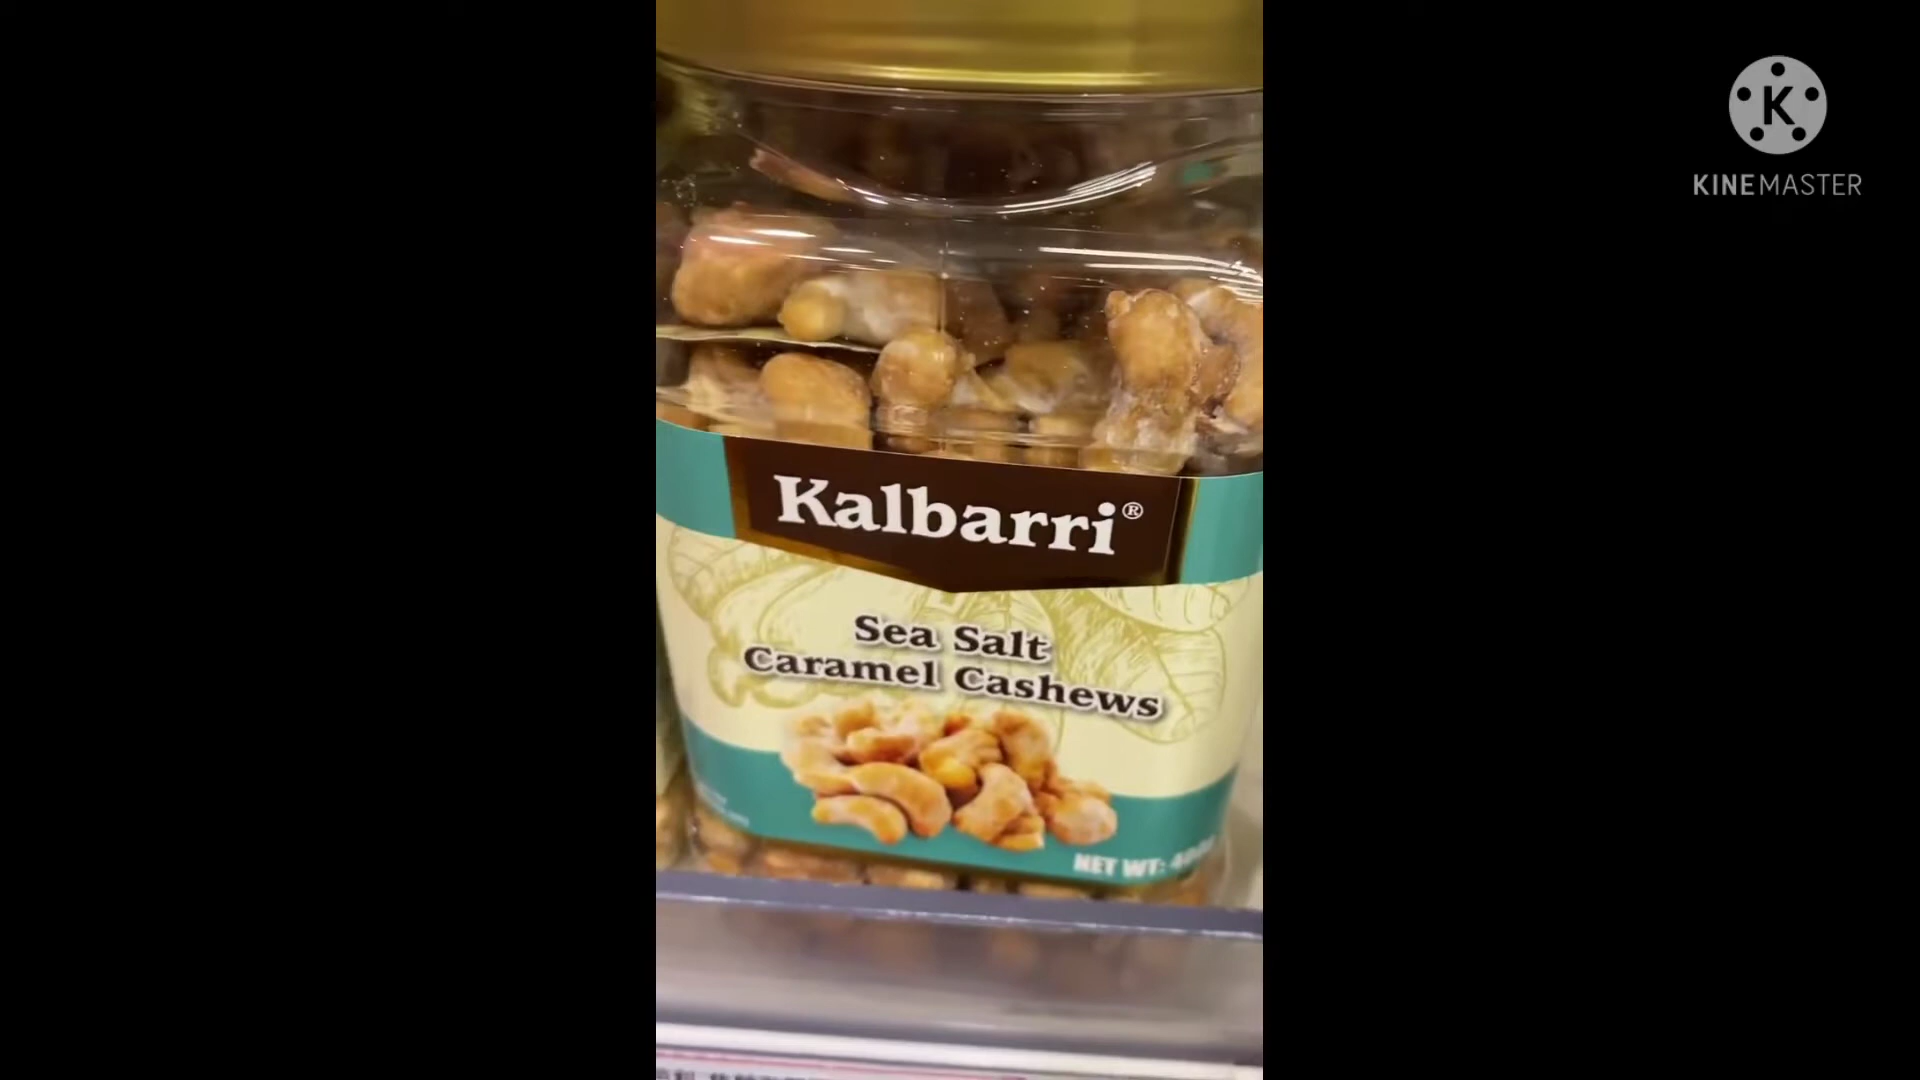 Kalbarri®
Sea Salt
Caramel Cashews
NET WT:
KINEMASTER